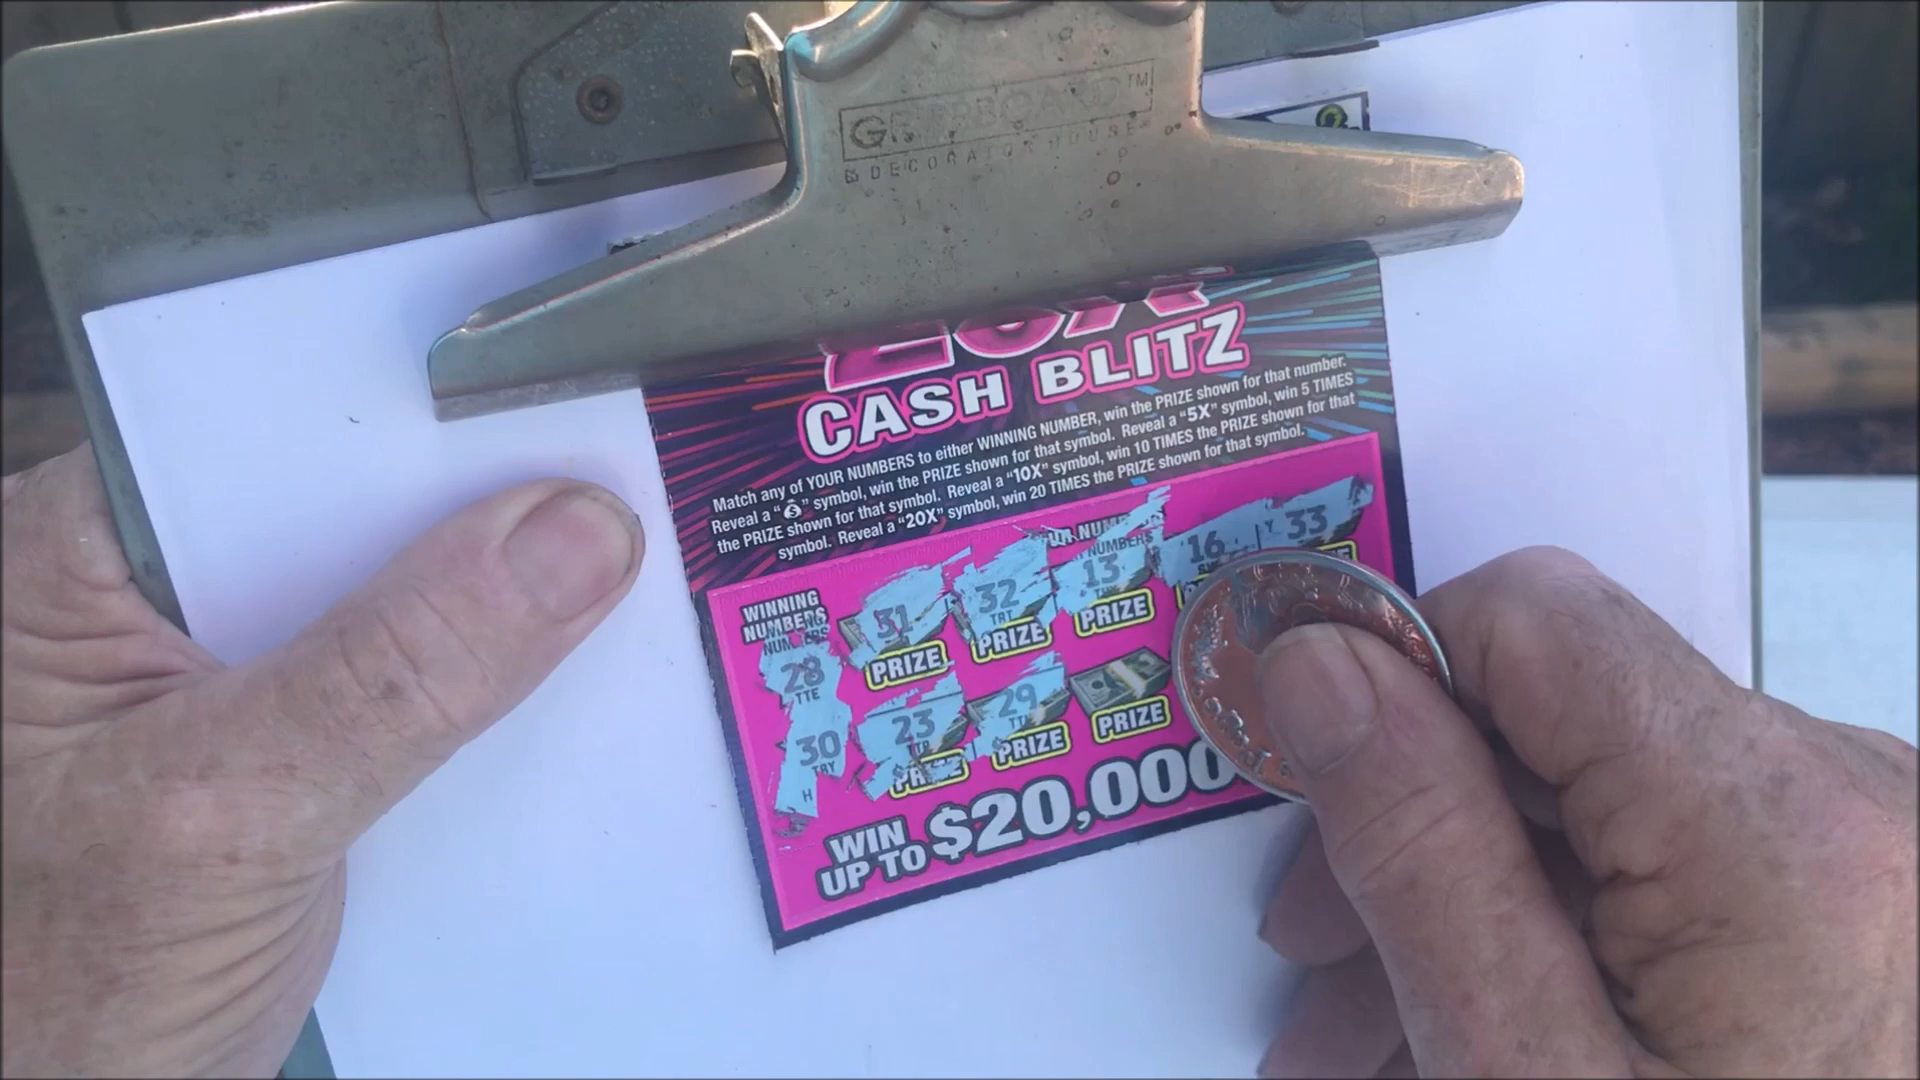 & DECORATOR HOUSE
CASH BLITZ
Match any of YOUR NUMBERS to either WINNING NUMBER, win the PRIZE shown for that number.
Reveal a " " symbol, win the PRIZE shown for that symbol. Reveal a "5X" symbol, win 5 TIMES
the PRIZE shown for that symbol. Reveal a "10X" symbol, win 10 TIMES the PRIZE shown for that
symbol. Reveal a "20X" symbol, win 20 TIMES the PRIZE shown for that symbol.
WINNING
NUMBERS
NUMBERS
31 32 13 16 33
TRT
PRIZE PRIZE PRIZE
28
TTE
23 29
PRIZE PRIZE PRIZE
30
TRY
H
WIN
UP TO $20,000